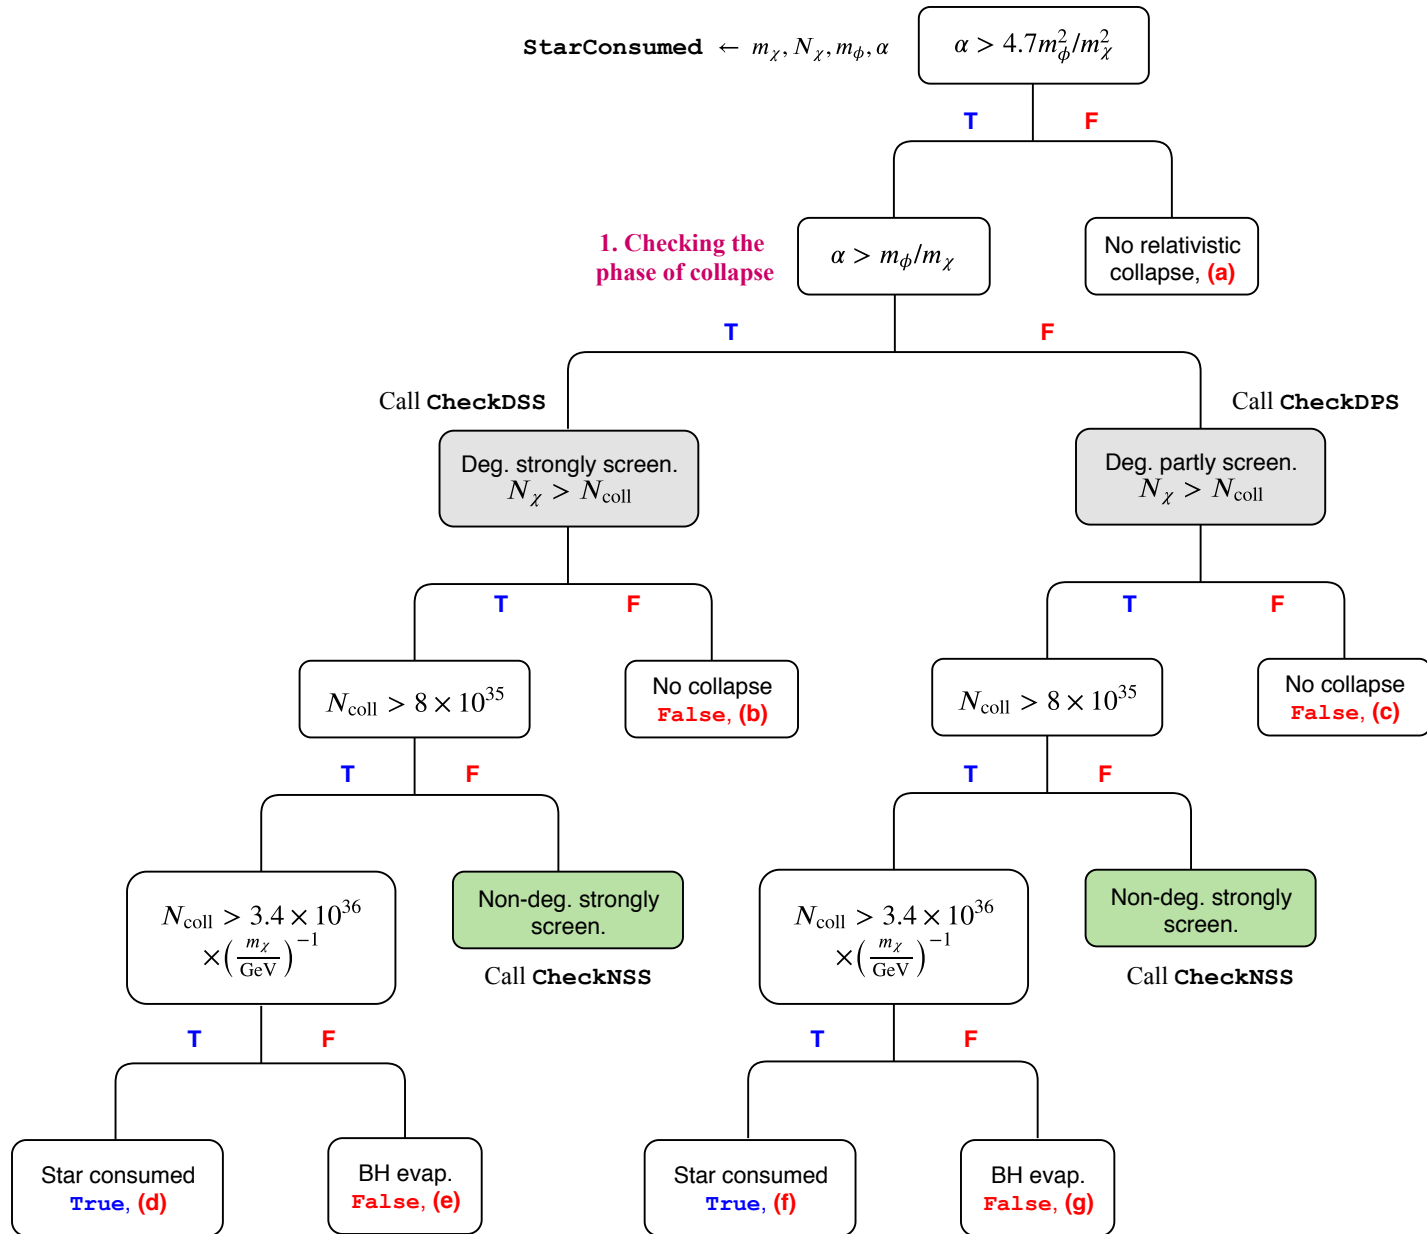 StarConsumed ← m_χ, N_χ, m_ϕ, α
α > 4.7m_ϕ^2/m_χ^2
T F
1. Checking the
phase of collapse
α > m_ϕ/m_χ
No relativistic
collapse, (a)
T F
Call CheckDSS
Call CheckDPS
Deg. strongly screen.
N_χ > N_coll
Deg. partly screen.
N_χ > N_coll
T F
T F
N_coll > 8 × 10^35
No collapse
False, (b)
N_coll > 8 × 10^35
No collapse
False, (c)
T F
T F
N_coll > 3.4 × 10^36
×(m_χ/GeV)^−1
Non-deg. strongly
screen.
Call CheckNSS
N_coll > 3.4 × 10^36
×(m_χ/GeV)^−1
Non-deg. strongly
screen.
Call CheckNSS
T F
T F
Star consumed
True, (d)
BH evap.
False, (e)
Star consumed
True, (f)
BH evap.
False, (g)